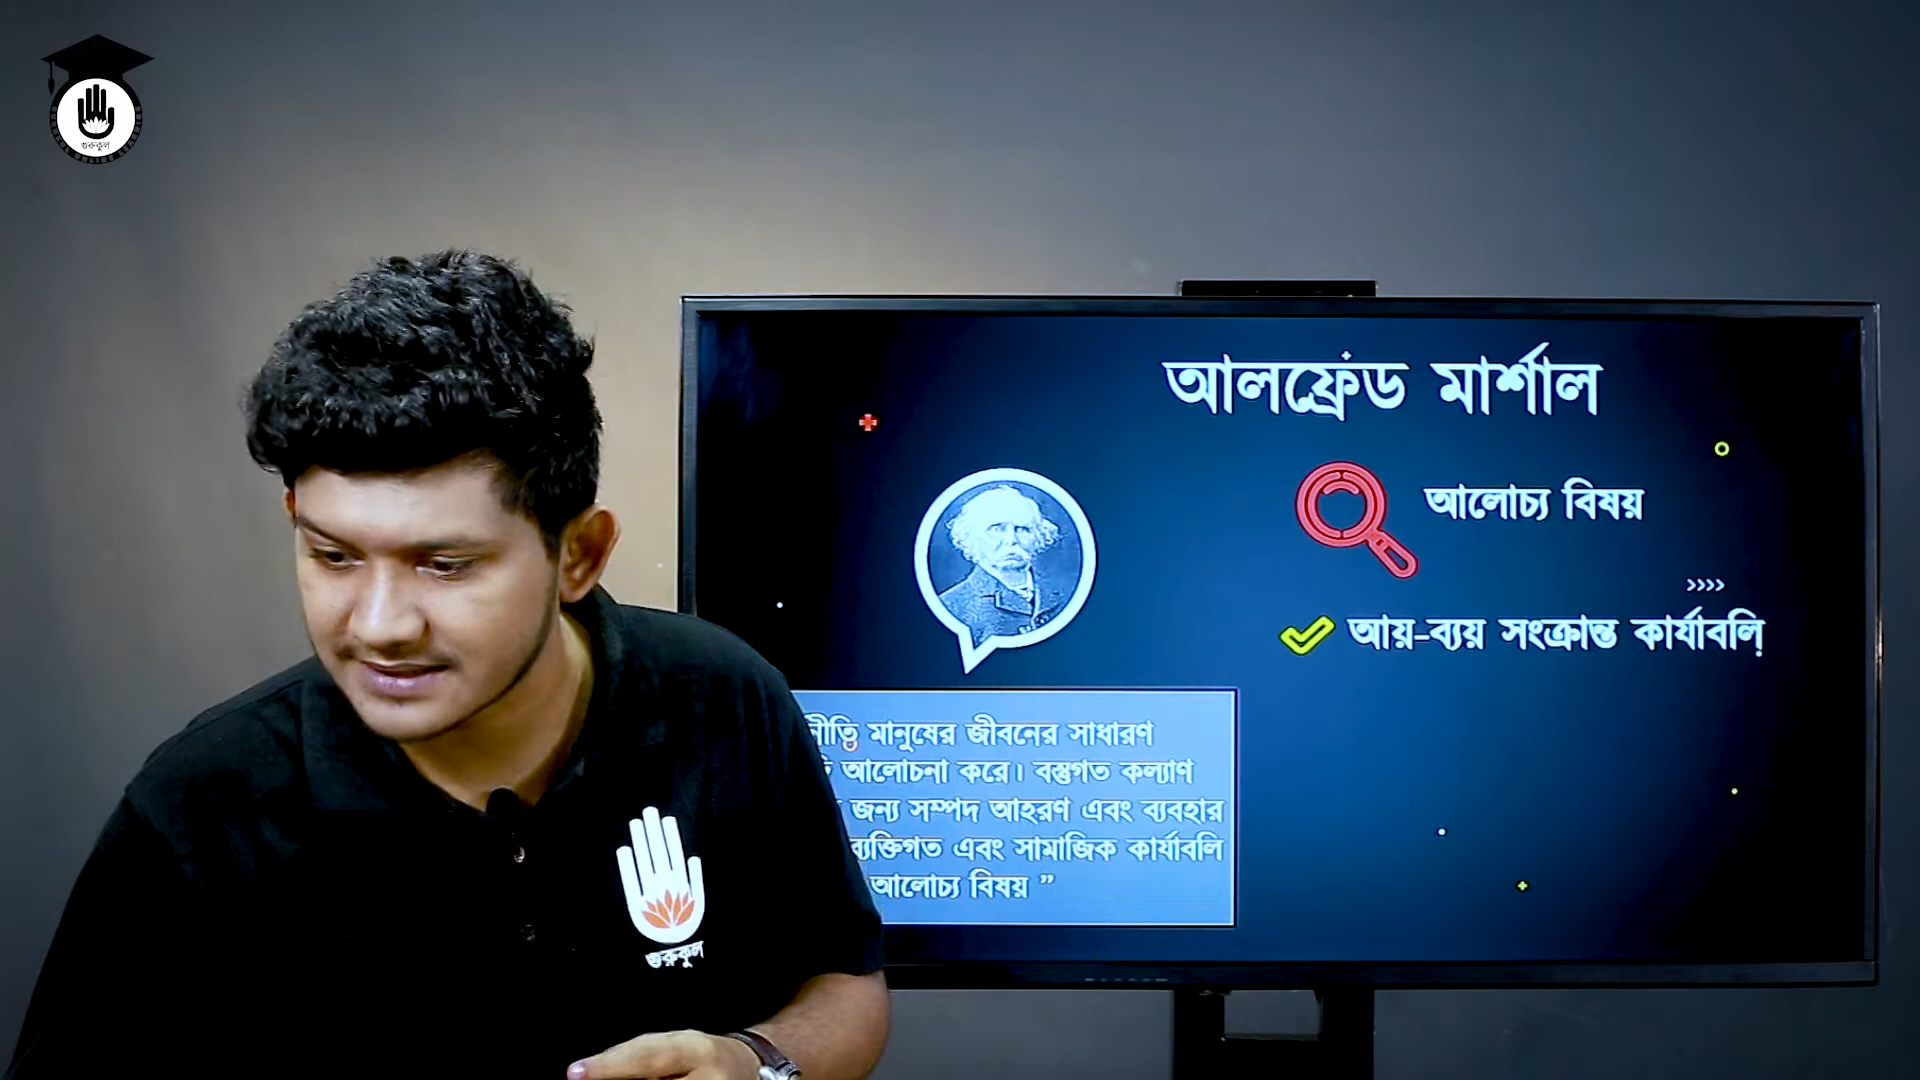 গুরুকুল
আলফ্রেড মার্শাল
আলোচ্য বিষয়
››››
আয়-ব্যয় সংক্রান্ত কার্যাবলি
মানুষের জীবনের সাধারণ
আলোচনা করে। বস্তুগত কল্যাণ
জন্য সম্পদ আহরণ এবং ব্যবহার
ব্যক্তিগত এবং সামাজিক কার্যাবলি
আলোচ্য বিষয় ”
গুরুকুল